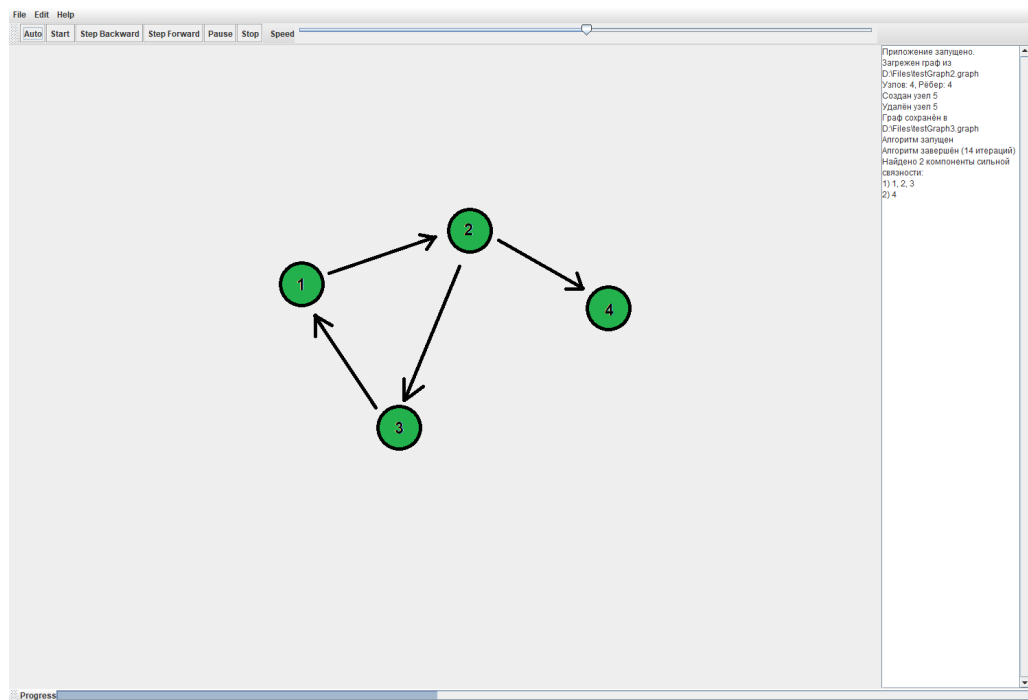 File Edit Help
Auto Start Step Backward Step Forward Pause Stop Speed
Приложение запущено.
Загрежен граф из
D:\Files\testGraph2.graph
Узлов: 4, Рёбер: 4
Создан узел 5
Удалён узел 5
Граф сохранён в
D:\Files\testGraph3.graph
Алгоритм запущен
Алгоритм завершён (14 итераций)
Найдено 2 компоненты сильной
связности:
1) 1, 2, 3
2) 4
2
1
4
3
Progress